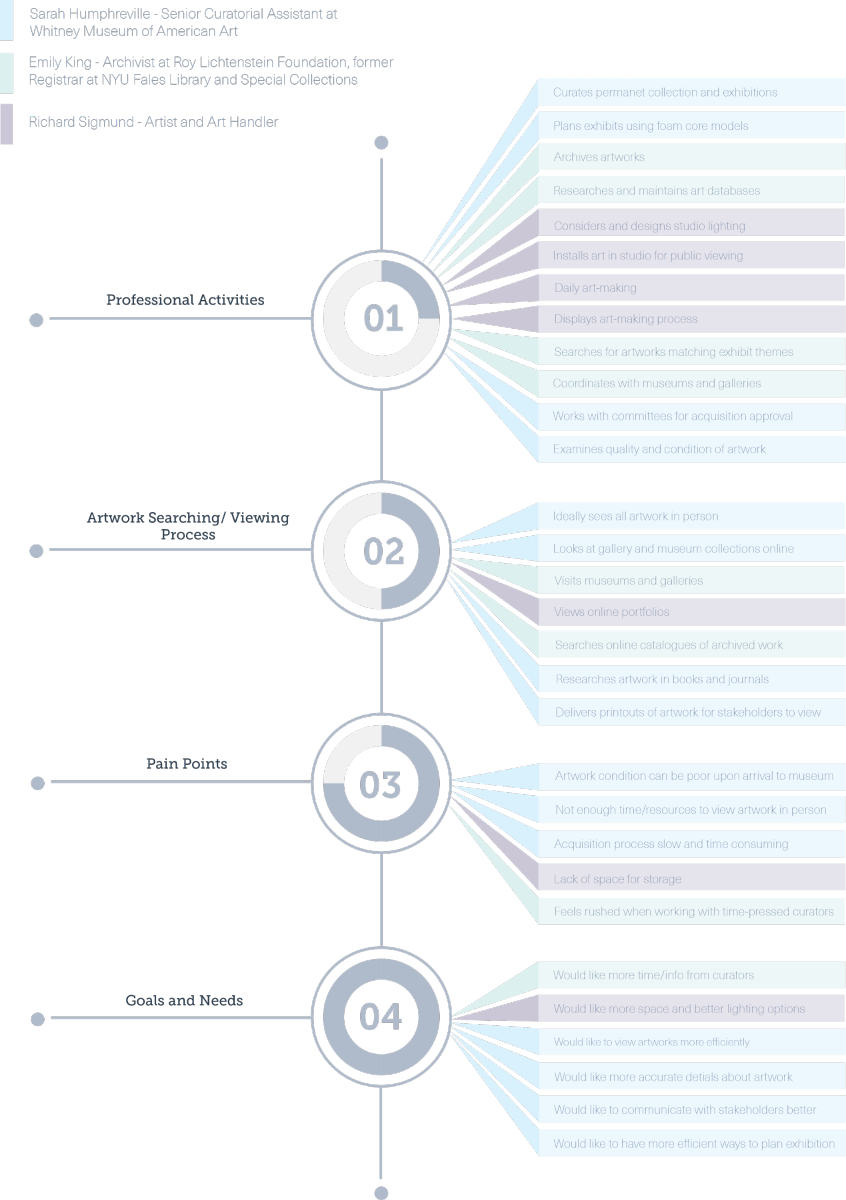 Sarah Humphreville - Senior Curatorial Assistant at
Whitney Museum of American Art
Emily King - Archivist at Roy Lichtenstein Foundation, former
Registrar at NYU Fales Library and Special Collections
Richard Sigmund - Artist and Art Handler
Professional Activities
01
Curates permanet collection and exhibitions
Plans exhibits using foam core models
Archives artworks
Researches and maintains art databases
Considers and designs studio lighting
Installs art in studio for public viewing
Daily art-making
Displays art-making process
Searches for artworks matching exhibit themes
Coordinates with museums and galleries
Works with committees for acquisition approval
Examines quality and condition of artwork
Artwork Searching/ Viewing
Process
02
Ideally sees all artwork in person
Looks at gallery and museum collections online
Visits museums and galleries
Views online portfolios
Searches online catalogues of archived work
Researches artwork in books and journals
Delivers printouts of artwork for stakeholders to view
Pain Points
03
Artwork condition can be poor upon arrival to museum
Not enough time/resources to view artwork in person
Acquisition process slow and time consuming
Lack of space for storage
Feels rushed when working with time-pressed curators
Goals and Needs
04
Would like more time/info from curators
Would like more space and better lighting options
Would like to view artworks more efficiently
Would like more accurate detials about artwork
Would like to communicate with stakeholders better
Would like to have more efficient ways to plan exhibition